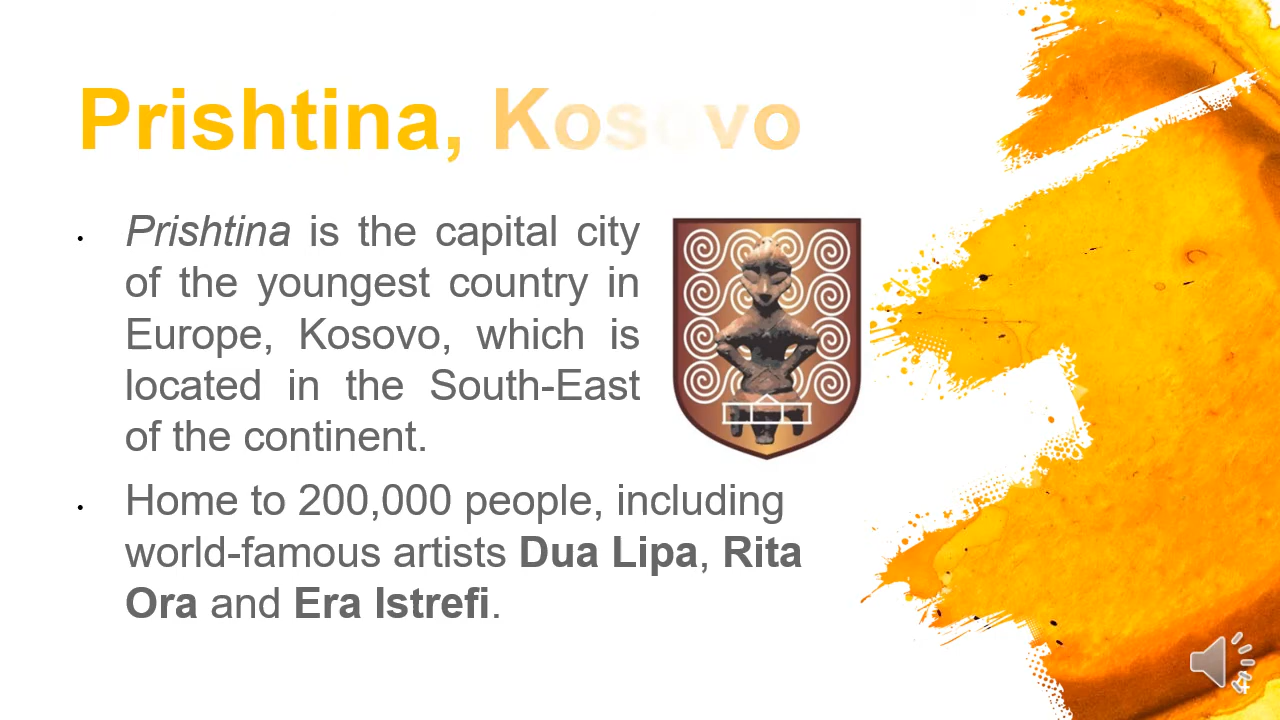 Prishtina, Kosovo
• Prishtina is the capital city
of the youngest country in
Europe, Kosovo, which is
located in the South-East
of the continent.
• Home to 200,000 people, including
world-famous artists Dua Lipa, Rita
Ora and Era Istrefi.